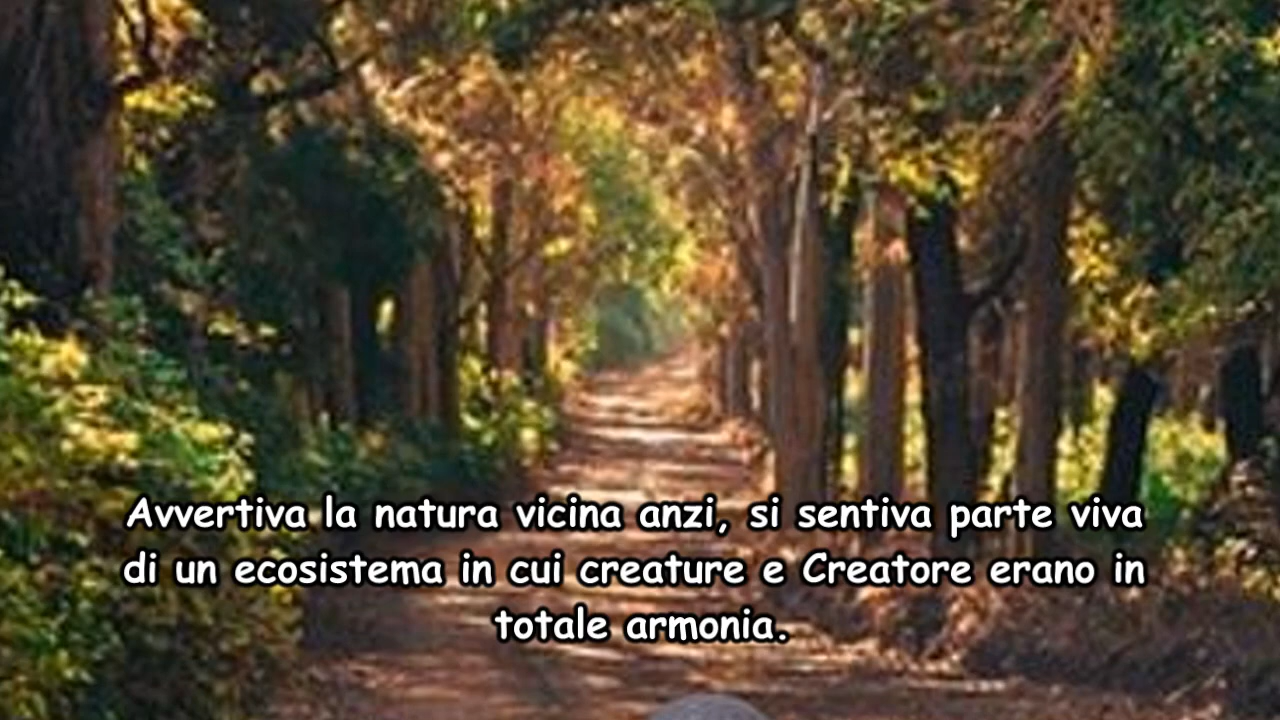 Avvertiva la natura vicina anzi, si sentiva parte viva
di un ecosistema in cui creature e Creatore erano in
totale armonia.